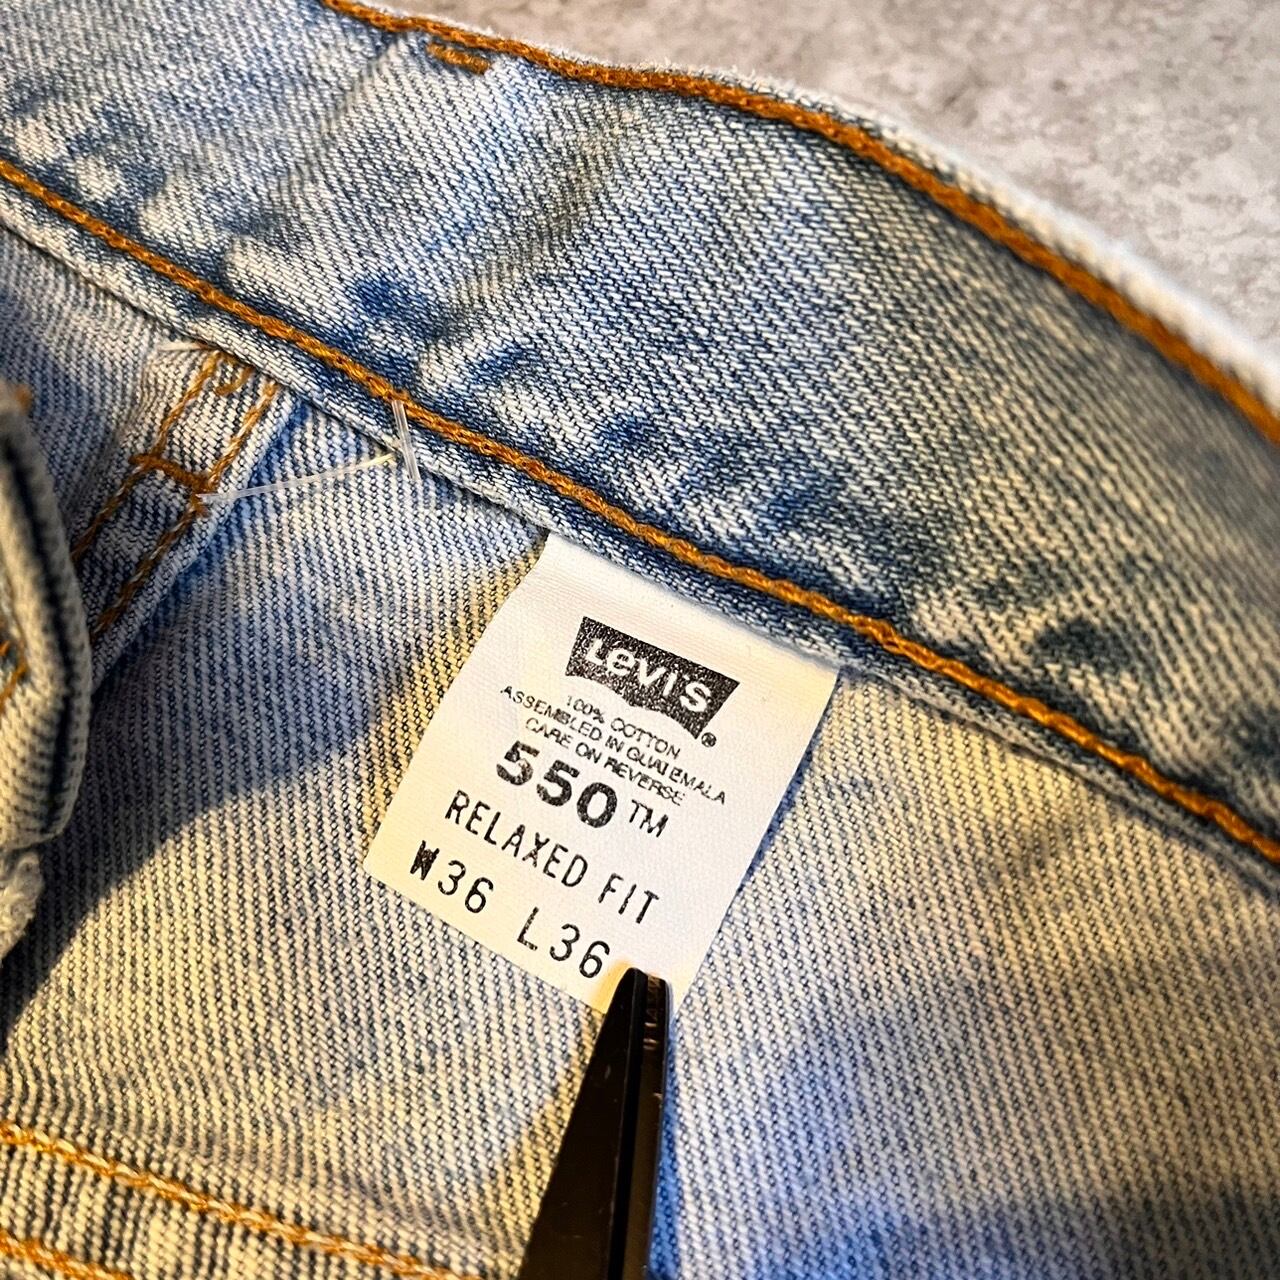 Levi's®
100% COTTON
ASSEMBLED IN GUATEMALA
CARE ON REVERSE
550™
RELAXED FIT
W36 L36